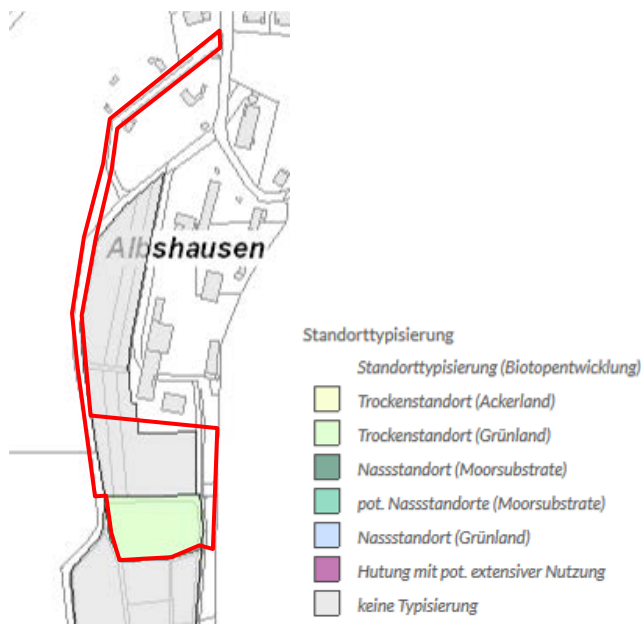 Albshausen
Standorttypisierung
Standorttypisierung (Biotopentwicklung)
Trockenstandort (Ackerland)
Trockenstandort (Grünland)
Nassstandort (Moorsubstrate)
pot. Nassstandorte (Moorsubstrate)
Nassstandort (Grünland)
Hutung mit pot. extensiver Nutzung
keine Typisierung